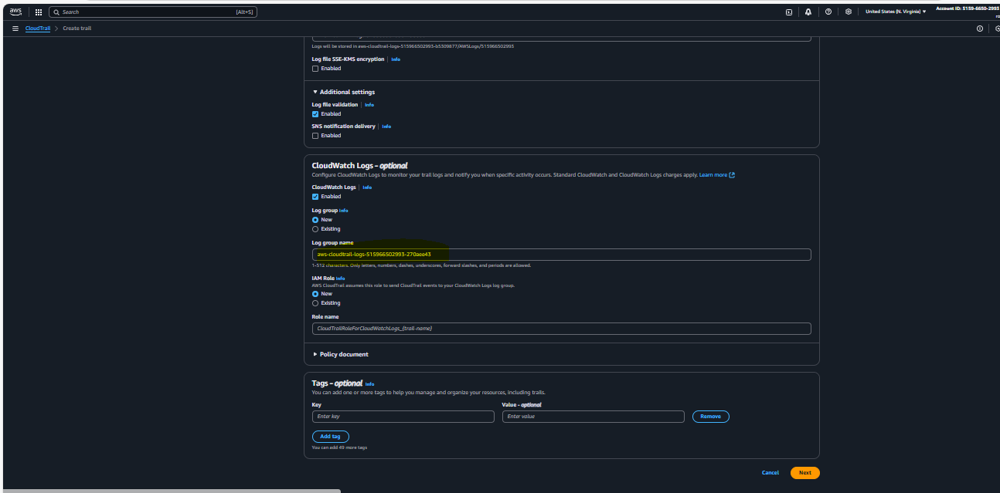 aws
Search [Alt+S]
United States (N. Virginia) ▼
Account ID: 5159-6650-2993
CloudTrail > Create trail
Logs will be stored in aws-cloudtrail-logs-515966502993-b5309877/AWSLogs/515966502993
Log file SSE-KMS encryption | Info
Enabled
▼ Additional settings
Log file validation | Info
Enabled
SNS notification delivery | Info
Enabled
CloudWatch Logs - optional
Configure CloudWatch Logs to monitor your trail logs and notify you when specific activity occurs. Standard CloudWatch and CloudWatch Logs charges apply. Learn more
CloudWatch Logs | Info
Enabled
Log group Info
New
Existing
Log group name
aws-cloudtrail-logs-515966502993-270aee43
1-512 characters. Only letters, numbers, dashes, underscores, forward slashes, and periods are allowed.
IAM Role Info
AWS CloudTrail assumes this role to send CloudTrail events to your CloudWatch Logs log group.
New
Existing
Role name
CloudTrailRoleForCloudWatchLogs_{trail-name}
▶ Policy document
Tags - optional Info
You can add one or more tags to help you manage and organize your resources, including trails.
Key Value - optional
Enter key Enter value Remove
Add tag
You can add 49 more tags
Cancel Next